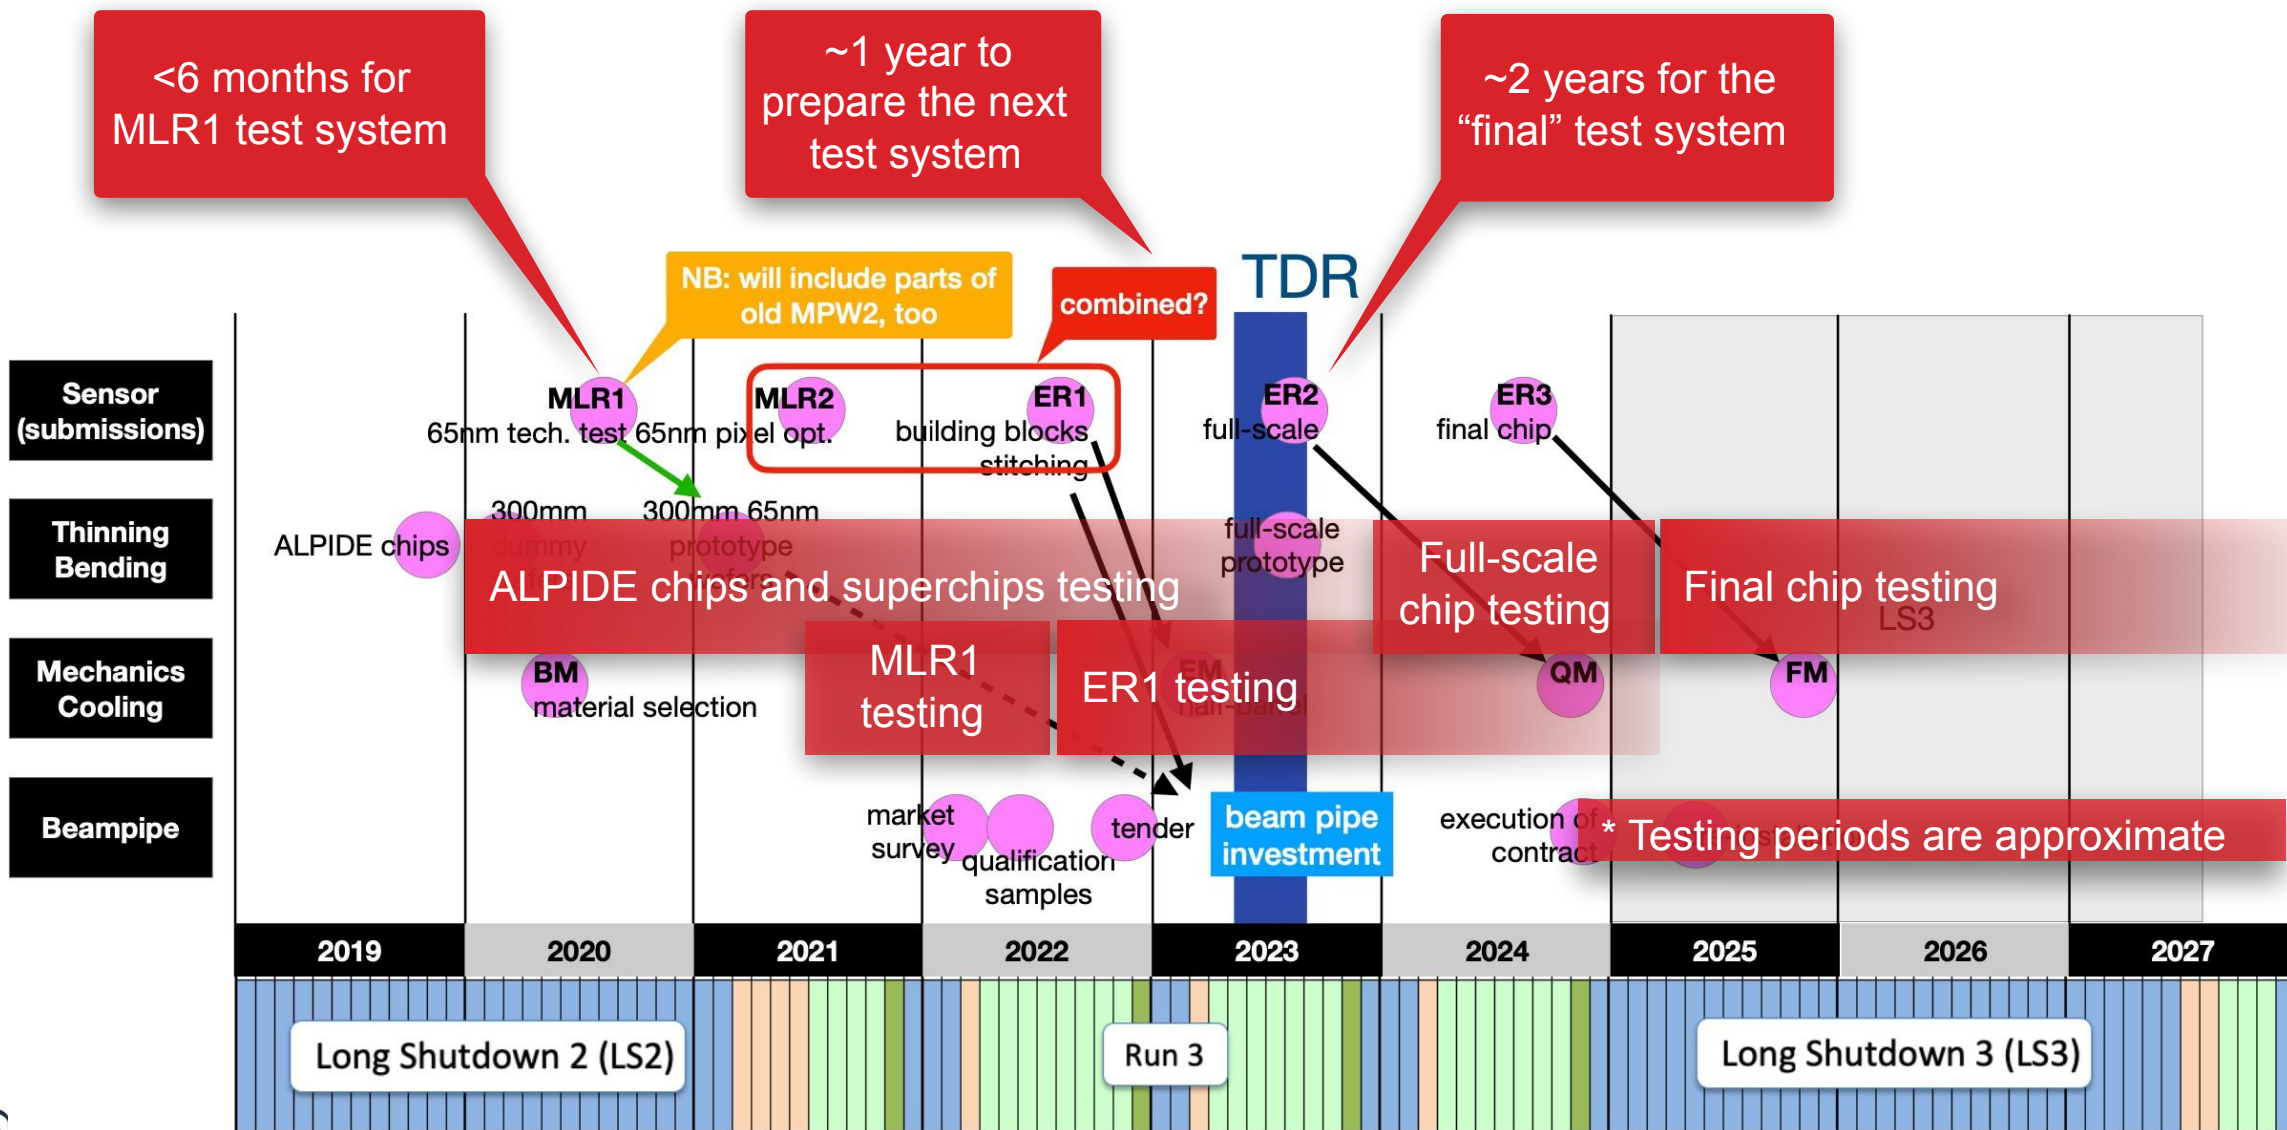 <6 months for
MLR1 test system
~1 year to
prepare the next
test system
~2 years for the
“final” test system
NB: will include parts of
old MPW2, too
combined?
TDR
Sensor
(submissions)
MLR1
65nm tech. test
MLR2
65nm pixel opt.
ER1
building blocks
stitching
ER2
full-scale
ER3
final chip
Thinning
Bending
ALPIDE chips
300mm
dummy
300mm 65nm
prototype
wafers
full-scale
prototype
ALPIDE chips and superchips testing
Full-scale
chip testing
Final chip testing
LS3
Mechanics
Cooling
BM
material selection
MLR1
testing
EM
half-barrel
ER1 testing
QM
FM
Beampipe
market
survey
qualification
samples
tender
beam pipe
investment
execution of
contract
* Testing periods are approximate
2019
2020
2021
2022
2023
2024
2025
2026
2027
Long Shutdown 2 (LS2)
Run 3
Long Shutdown 3 (LS3)